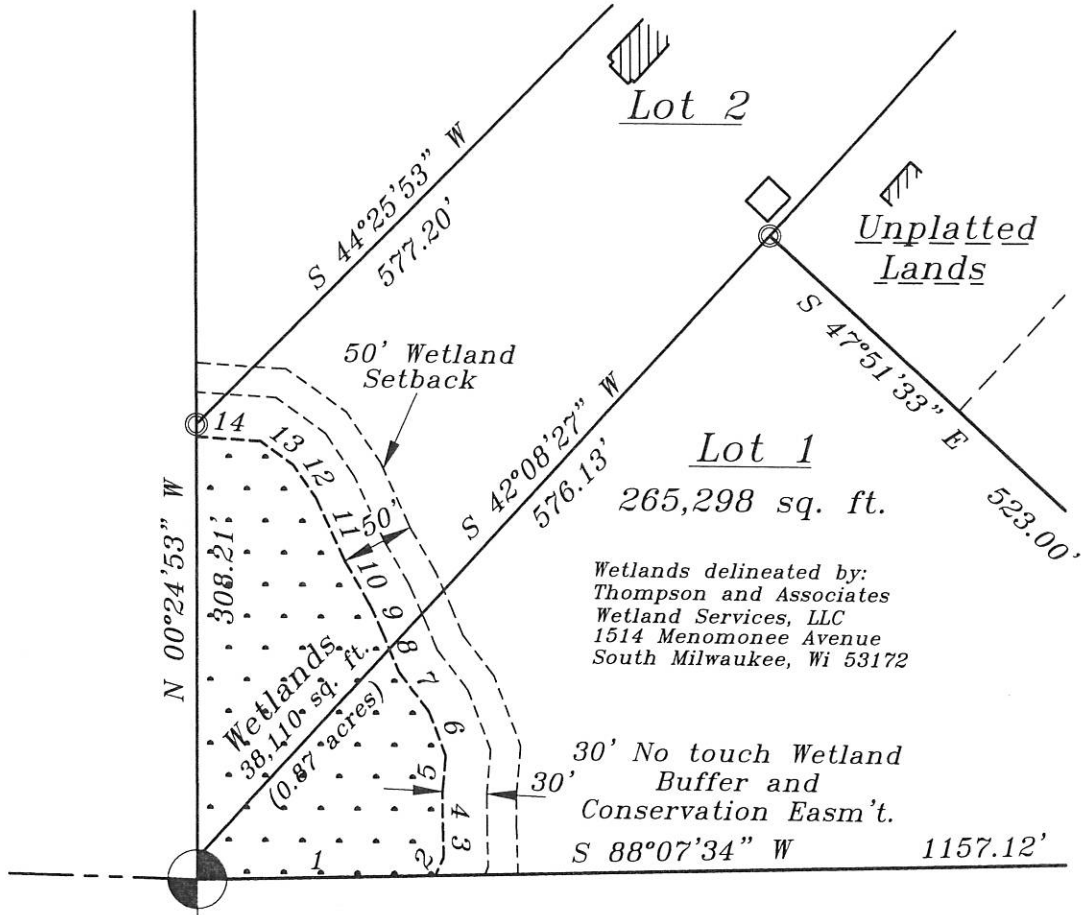 Lot 2
S 44°25'53" W
577.20'
Unplatted
Lands
50' Wetland
Setback
S 47°51'33" E
523.00'
S 42°08'27" W
576.13'
Lot 1
265,298 sq. ft.
14
13
12
11
50'
10
9
8
7
6
5
4
3
2
1
N 00°24'53" W
308.21'
Wetlands delineated by:
Thompson and Associates
Wetland Services, LLC
1514 Menomonee Avenue
South Milwaukee, Wi 53172
Wetlands
38,110 sq. ft.
(0.87 acres)
30'
30' No touch Wetland
Buffer and
Conservation Easm't.
S 88°07'34" W 1157.12'